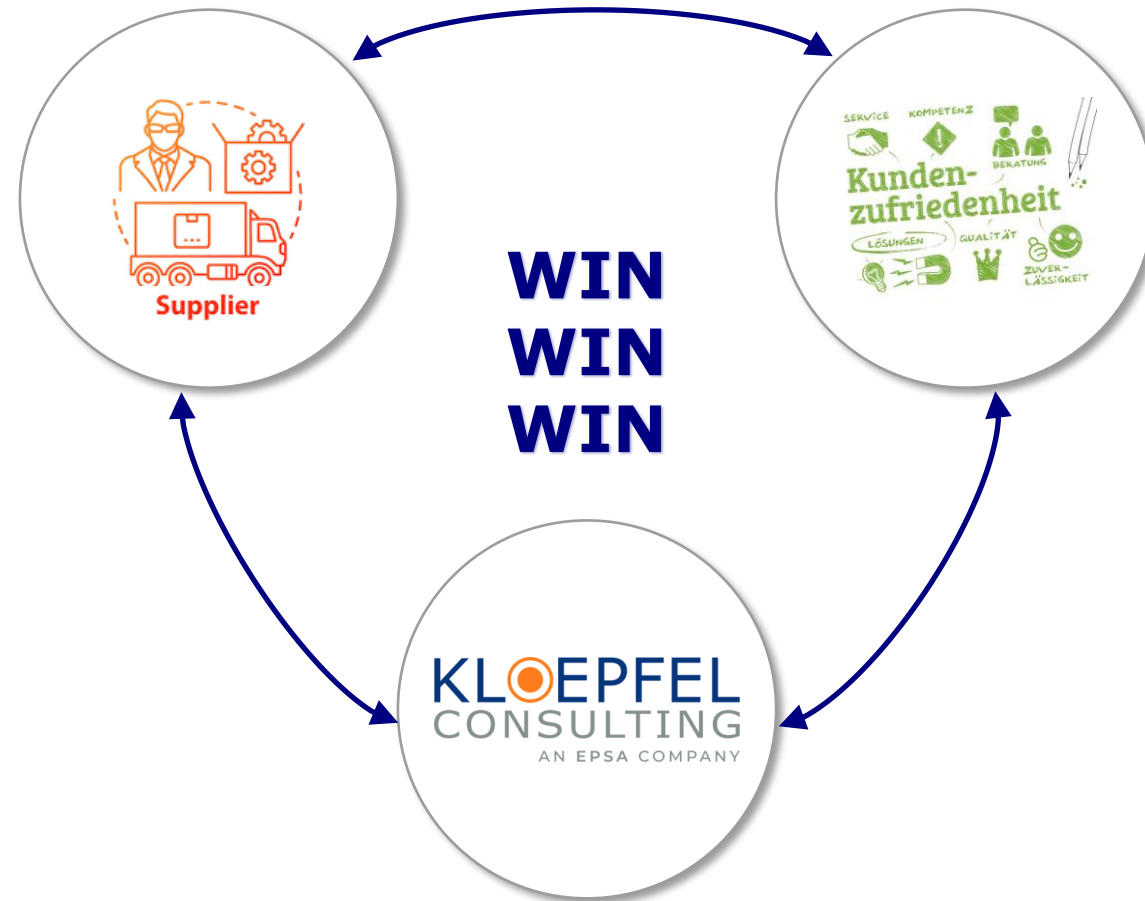 Supplier
SERVICE
KOMPETENZ
BERATUNG
Kunden-
zufriedenheit
LÖSUNGEN
QUALITÄT
ZUVER-
LÄSSIGKEIT
WIN
WIN
WIN
KLOEPFEL
CONSULTING
AN EPSA COMPANY